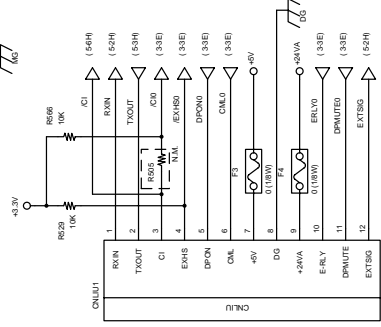 MG
DG
(5-6H)
(5-2H)
(5-3H)
(3-3E)
(3-3E)
(3-3E)
(3-3E)
+5V
+24VA
(3-3E)
(3-3E)
(5-2H)
/CI
RXIN
TXOUT
/CI0
/EXHS0
DPON0
CML0
ERLY0
DPMUTE0
EXTSIG
R566
10K
R505
N.M.
F3
0 (1/8W)
F4
0 (1/8W)
+3.3V
R529
10K
1
2
3
4
5
6
7
8
9
10
11
12
CNLIU1
RXIN
TXOUT
CI
EXHS
DPON
CML
+5V
DG
+24VA
E-RLY
DPMUTE
EXTSIG
CNLIU